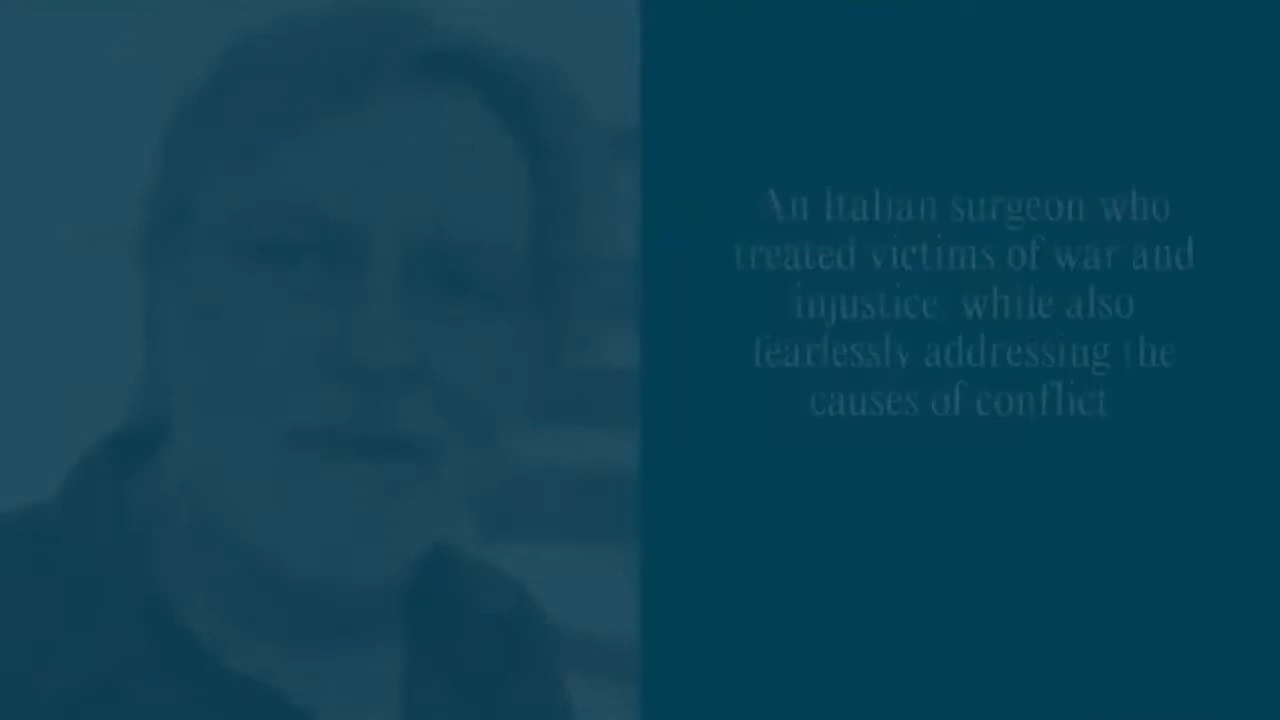 An Italian surgeon who
treated victims of war and
injustice, while also
fearlessly addressing the
causes of conflict